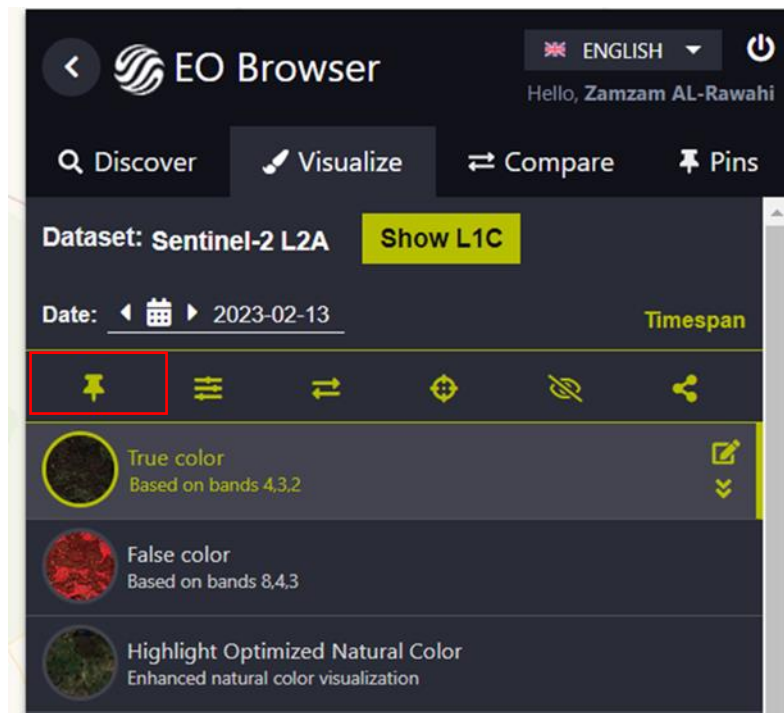 EO Browser
ENGLISH
Hello, Zamzam AL-Rawahi
Discover
Visualize
Compare
Pins
Dataset: Sentinel-2 L2A
Show L1C
Date: 2023-02-13
Timespan
True color
Based on bands 4,3,2
False color
Based on bands 8,4,3
Highlight Optimized Natural Color
Enhanced natural color visualization